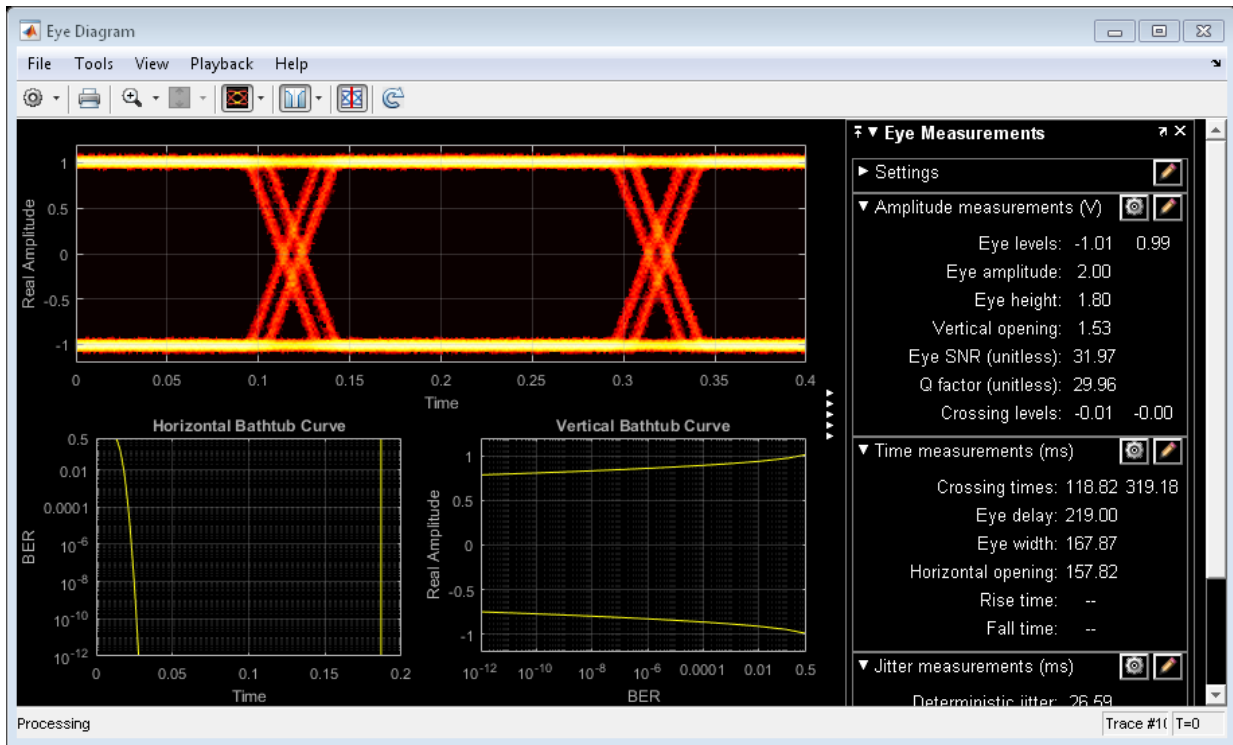 Eye Diagram
File Tools View Playback Help
Eye Measurements
Settings
Amplitude measurements (V)
Eye levels: -1.01 0.99
Eye amplitude: 2.00
Eye height: 1.80
Vertical opening: 1.53
Eye SNR (unitless): 31.97
Q factor (unitless): 29.96
Crossing levels: -0.01 -0.00
Time measurements (ms)
Crossing times: 118.82 319.18
Eye delay: 219.00
Eye width: 167.87
Horizontal opening: 157.82
Rise time: --
Fall time: --
Jitter measurements (ms)
Deterministic jitter: 26.59
Real Amplitude
1
0.5
0
-0.5
-1
0 0.05 0.1 0.15 0.2 0.25 0.3 0.35 0.4
Time
Horizontal Bathtub Curve
BER
0.5
0.01
0.0001
10^-6
10^-8
10^-10
10^-12
0 0.05 0.1 0.15 0.2
Time
Vertical Bathtub Curve
Real Amplitude
1
0.5
0
-0.5
-1
10^-12 10^-10 10^-8 10^-6 0.0001 0.01 0.5
BER
Processing
Trace #1( T=0